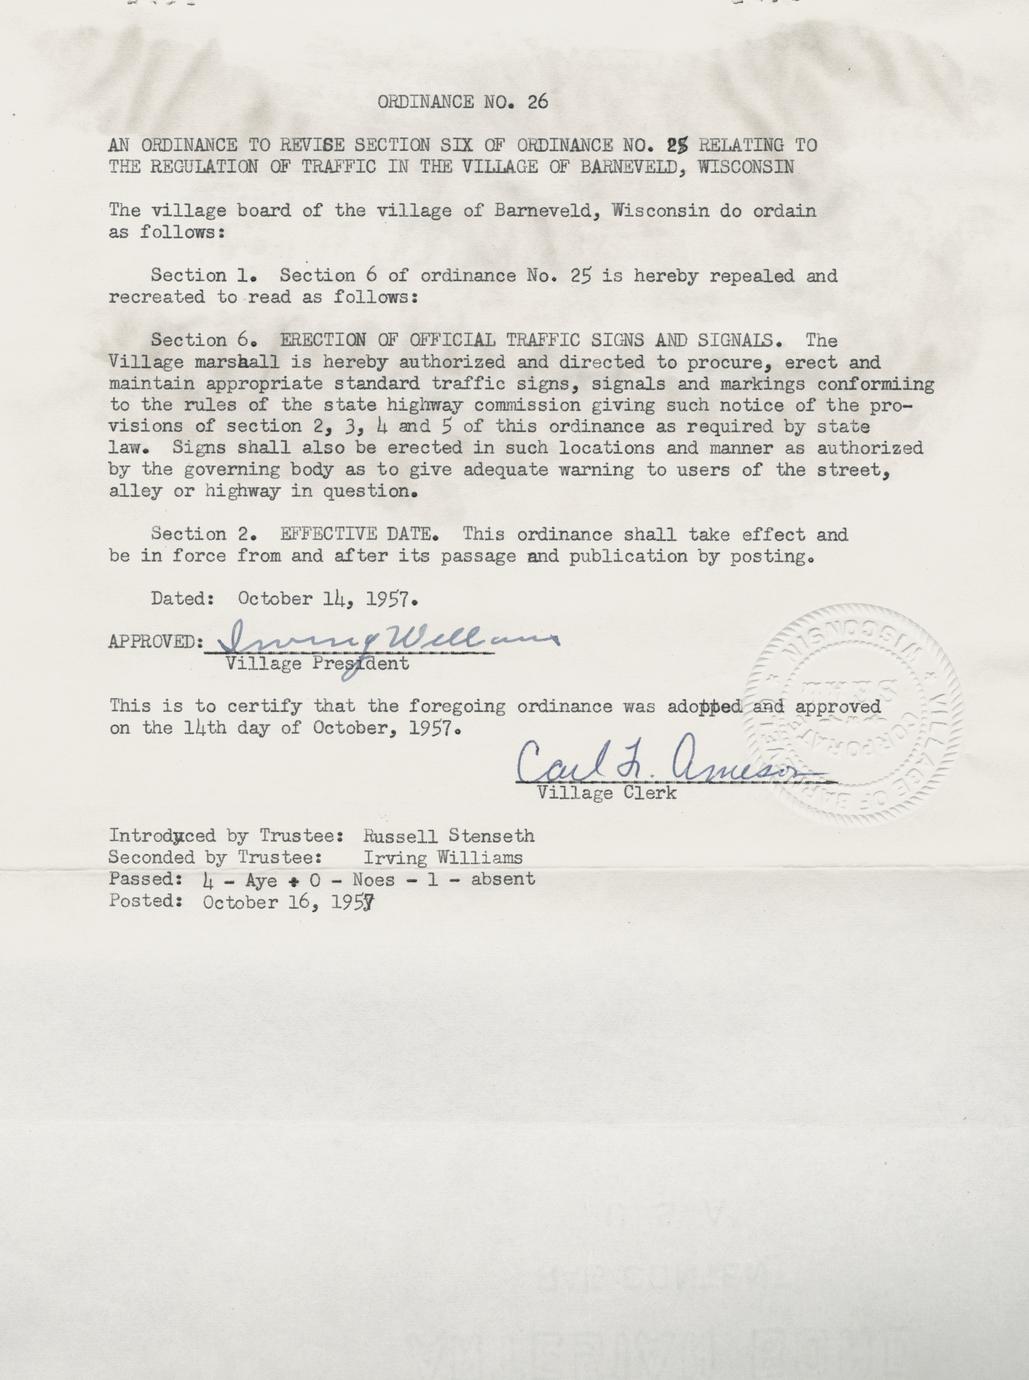 ORDINANCE NO. 26
AN ORDINANCE TO REVISE SECTION SIX OF ORDINANCE NO. 25 RELATING TO
THE REGULATION OF TRAFFIC IN THE VILLAGE OF BARNEVELD, WISCONSIN
The village board of the village of Barneveld, Wisconsin do ordain
as follows:
Section 1. Section 6 of ordinance No. 25 is hereby repealed and
recreated to read as follows:
Section 6. ERECTION OF OFFICIAL TRAFFIC SIGNS AND SIGNALS. The
Village marshall is hereby authorized and directed to procure, erect and
maintain appropriate standard traffic signs, signals and markings conformiing
to the rules of the state highway commission giving such notice of the pro-
visions of section 2, 3, 4 and 5 of this ordinance as required by state
law. Signs shall also be erected in such locations and manner as authorized
by the governing body as to give adequate warning to users of the street,
alley or highway in question.
Section 2. EFFECTIVE DATE. This ordinance shall take effect and
be in force from and after its passage and publication by posting.
Dated: October 14, 1957.
APPROVED: Irving Williams
Village President
This is to certify that the foregoing ordinance was adopted and approved
on the 14th day of October, 1957.
Carl F. Arneson
Village Clerk
VILLAGE OF BARNEVELD WISCONSIN
CORPORATE
SEAL
Introduced by Trustee: Russell Stenseth
Seconded by Trustee: Irving Williams
Passed: 4 - Aye + 0 - Noes - 1 - absent
Posted: October 16, 1957